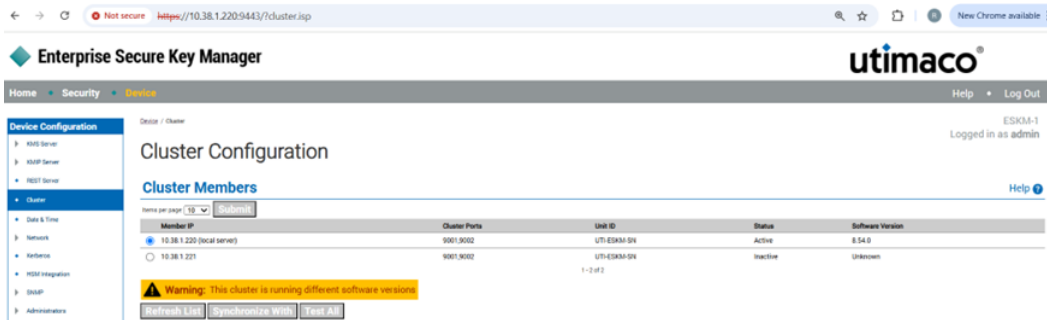 Not secure https://10.38.1.220:9443/?cluster.isp New Chrome available
Enterprise Secure Key Manager
utimaco®
Home • Security • Device Help • Log Out
ESKM-1
Logged in as admin
Device Configuration
KMS Server
KMIP Server
REST Server
Cluster
Date & Time
Network
Kerberos
HSM Integration
SNMP
Administrators
Device / Cluster
Cluster Configuration
Cluster Members Help ?
Items per page 10 Submit
Member IP Cluster Ports Unit ID Status Software Version
10.38.1.220 (local server) 9001,9002 UTI-ESKM-SN Active 8.54.0
10.38.1.221 9001,9002 UTI-ESKM-SN Inactive Unknown
1 - 2 of 2
Warning: This cluster is running different software versions
Refresh List Synchronize With Test All